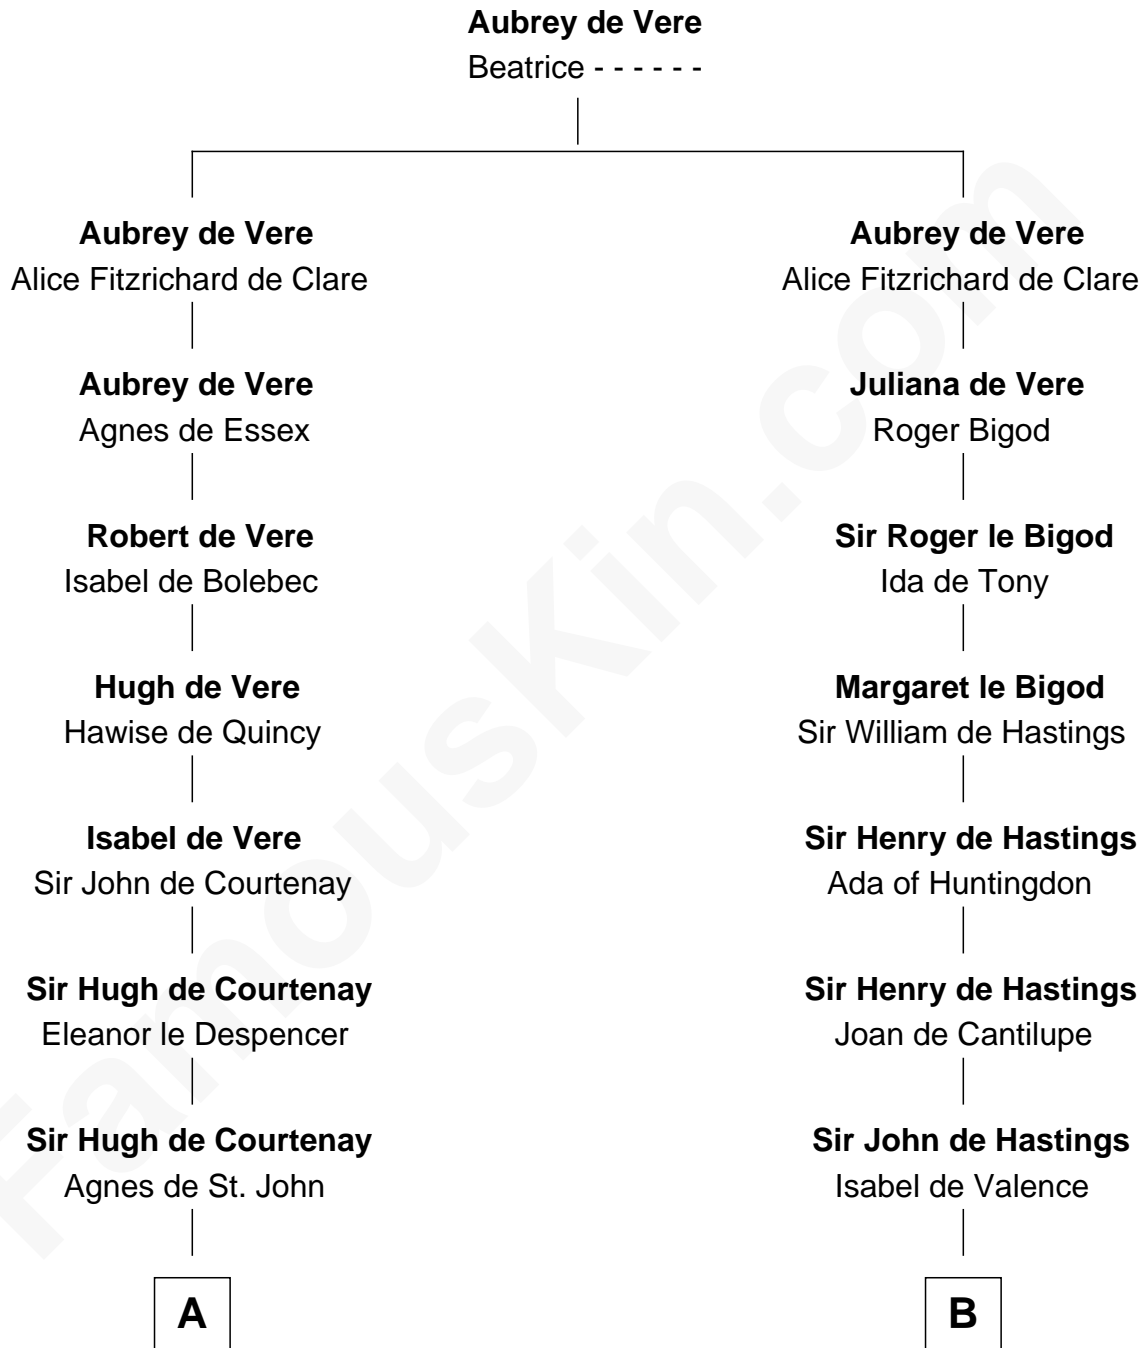 Aubrey de Vere
Beatrice - - - - - -
Aubrey de Vere
Alice Fitzrichard de Clare
Aubrey de Vere
Agnes de Essex
Robert de Vere
Isabel de Bolebec
Hugh de Vere
Hawise de Quincy
Isabel de Vere
Sir John de Courtenay
Sir Hugh de Courtenay
Eleanor le Despencer
Sir Hugh de Courtenay
Agnes de St. John
A
Aubrey de Vere
Alice Fitzrichard de Clare
Juliana de Vere
Roger Bigod
Sir Roger le Bigod
Ida de Tony
Margaret le Bigod
Sir William de Hastings
Sir Henry de Hastings
Ada of Huntingdon
Sir Henry de Hastings
Joan de Cantilupe
Sir John de Hastings
Isabel de Valence
B
FamousKin.com